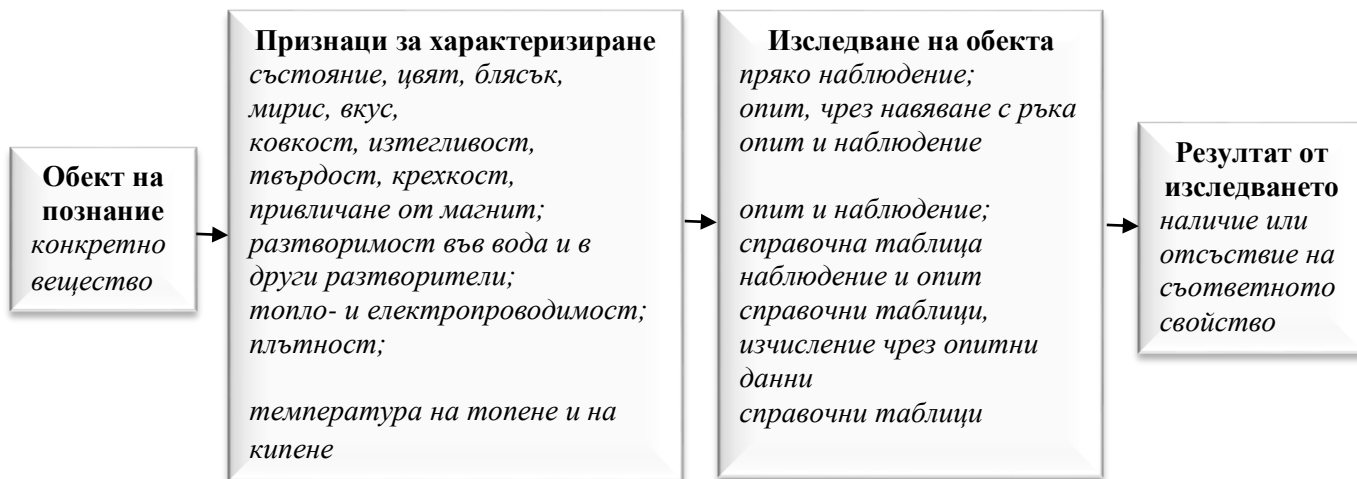 Обект на
познание
конкретно
вещество
Признаци за характеризиране
състояние, цвят, блясък,
мирис, вкус,
ковкост, изтегливост,
твърдост, крехкост,
привличане от магнит;
разтворимост във вода и в
други разтворители;
топло- и електропроводимост;
плътност;
температура на топене и на
кипене
Изследване на обекта
пряко наблюдение;
опит, чрез навяване с ръка
опит и наблюдение
опит и наблюдение;
справочна таблица
наблюдение и опит
справочни таблици,
изчисление чрез опитни
данни
справочни таблици
Резултат от
изследването
наличие или
отсъствие на
съответното
свойство